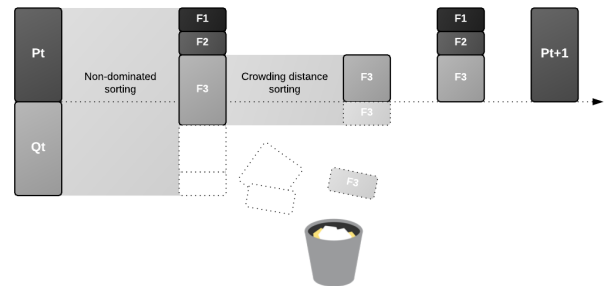 Pt
Qt
Non-dominated
sorting
F1
F2
F3
Crowding distance
sorting
F3
F3
F3
F1
F2
F3
Pt+1